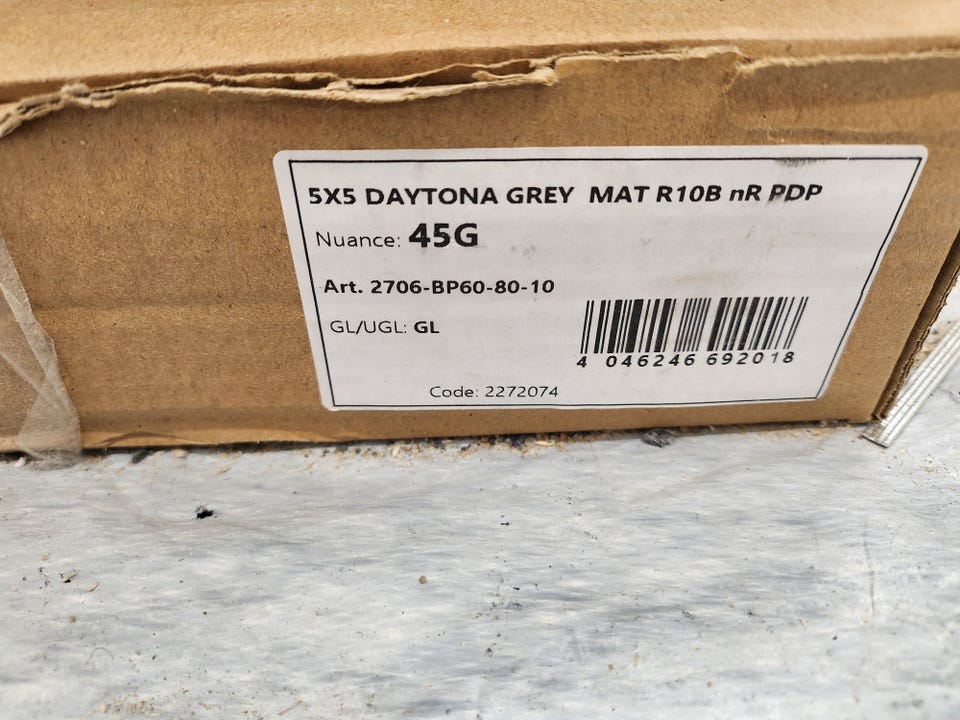 5X5 DAYTONA GREY MAT R10B nR PDP
Nuance: 45G
Art. 2706-BP60-80-10
GL/UGL: GL
4 046246 692018
Code: 2272074